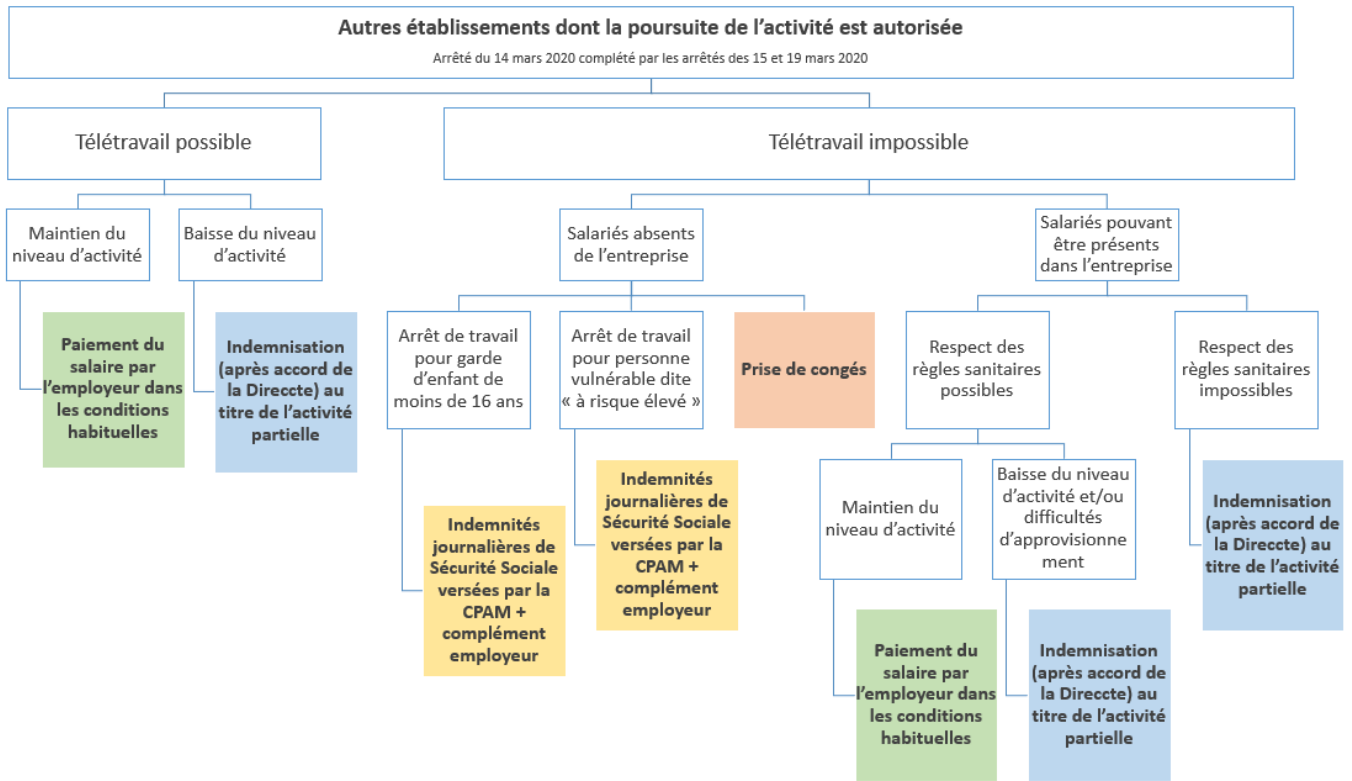 Autres établissements dont la poursuite de l'activité est autorisée
Arrêté du 14 mars 2020 complété par les arrêtés des 15 et 19 mars 2020
Télétravail possible
Télétravail impossible
Maintien du
niveau d'activité
Baisse du niveau
d'activité
Salariés absents
de l'entreprise
Salariés pouvant
être présents
dans l'entreprise
Paiement du
salaire par
l'employeur dans
les conditions
habituelles
Indemnisation
(après accord de
la Direccte) au
titre de l'activité
partielle
Arrêt de travail
pour garde
d'enfant de
moins de 16 ans
Arrêt de travail
pour personne
vulnérable dite
« à risque élevé »
Prise de congés
Respect des
règles sanitaires
possibles
Respect des
règles sanitaires
impossibles
Indemnités
journalières de
Sécurité Sociale
versées par la
CPAM +
complément
employeur
Indemnités
journalières de
Sécurité Sociale
versées par la
CPAM +
complément
employeur
Maintien du
niveau d'activité
Baisse du niveau
d'activité et/ou
difficultés
d'approvisionne
ment
Indemnisation
(après accord de
la Direccte) au
titre de l'activité
partielle
Paiement du
salaire par
l'employeur dans
les conditions
habituelles
Indemnisation
(après accord de
la Direccte) au
titre de l'activité
partielle